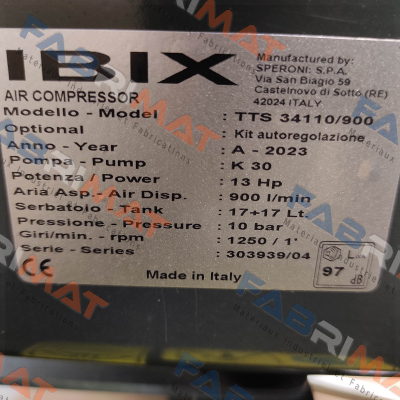 IBIX
Manufactured by:
SPERONI: S.P.A.
Via San Biagio 59
Castelnovo di Sotto (RE)
42024 ITALY
AIR COMPRESSOR
Modello - Model : TTS 34110/900
Optional : Kit autoregolazione
Anno - Year : A - 2023
Pompa - Pump : K 30
Potenza / Power : 13 Hp
Aria Asp.- Air Disp. : 900 l/min
Serbatoio - Tank : 17+17 Lt.
Pressione - Pressure : 10 bar
Giri/min. - rpm : 1250 / 1'
Serie - Series : 303939/04
CE
Made in Italy
97
dB
FABRIMAT